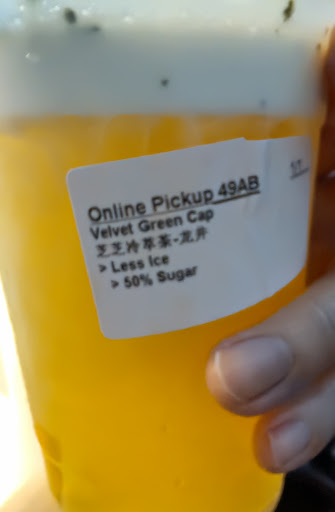 Online Pickup 49AB
Velvet Green Cap
芝芝冷萃茶-龙井
> Less Ice
> 50% Sugar